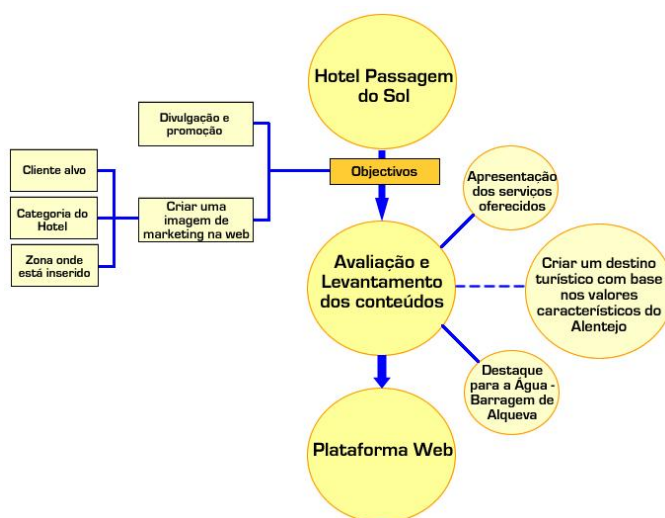 Hotel Passagem
do Sol
Divulgação e
promoção
Objectivos
Cliente alvo
Categoria do
Hotel
Zona onde
está inserido
Criar uma
imagem de
marketing na web
Apresentação
dos serviços
oferecidos
Avaliação e
Levantamento
dos conteúdos
Criar um destino
turístico com base
nos valores
característicos do
Alentejo
Destaque
para a Água -
Barragem de
Alqueva
Plataforma Web